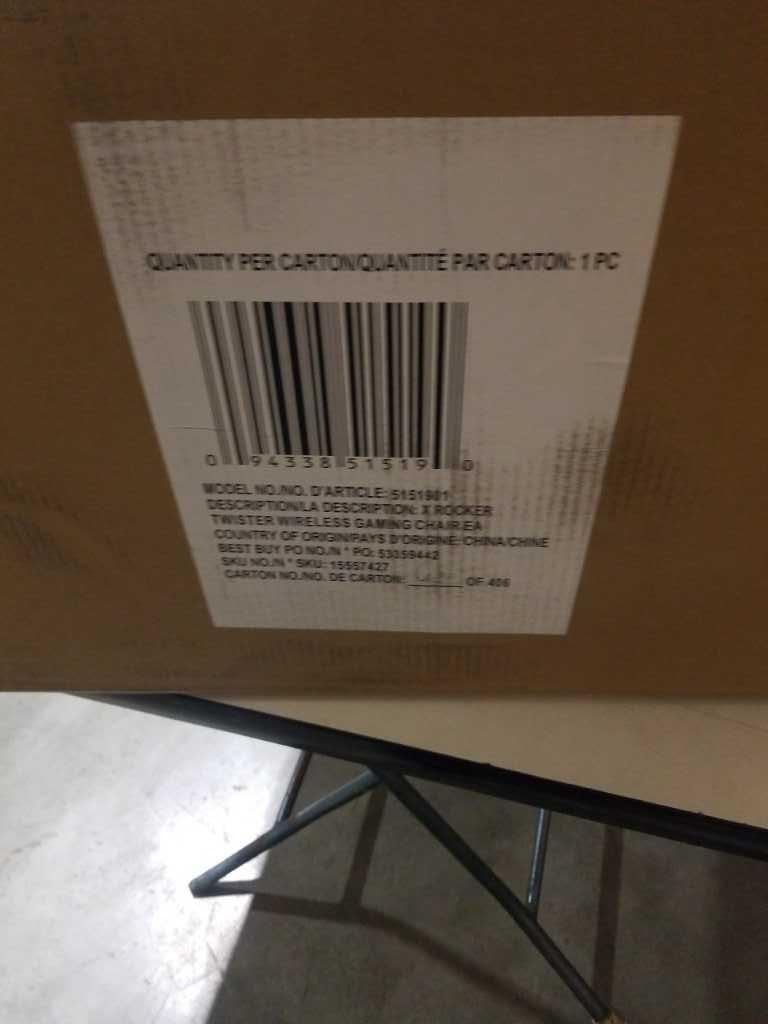 QUANTITY PER CARTON/QUANTITÉ PAR CARTON: 1 PC
0 94338 51519 0
MODEL NO./NO. D'ARTICLE: 5151901
DESCRIPTION/LA DESCRIPTION: X ROCKER
TWISTER WIRELESS GAMING CHAIR.EA
COUNTRY OF ORIGIN/PAYS D'ORIGINE: CHINA/CHINE
BEST BUY PO NO./N° PO: 53359442
SKU NO./N° SKU: 15557427
CARTON NO./NO. DE CARTON: OF 406